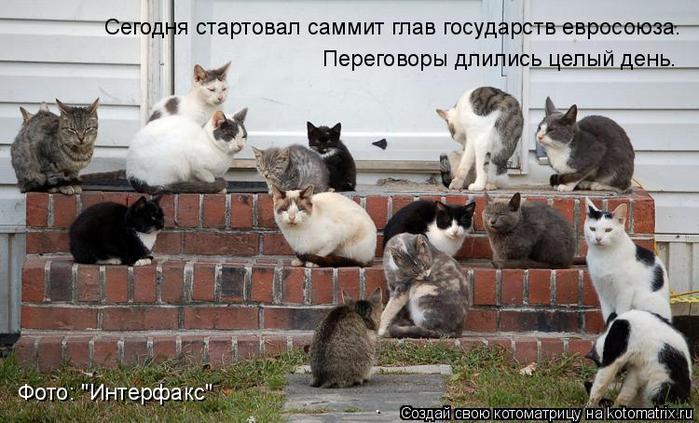 Сегодня стартовал саммит глав государств евросоюза.
Переговоры длились целый день.
Фото: "Интерфакс"
Создай свою котоматрицу на kotomatrix.ru